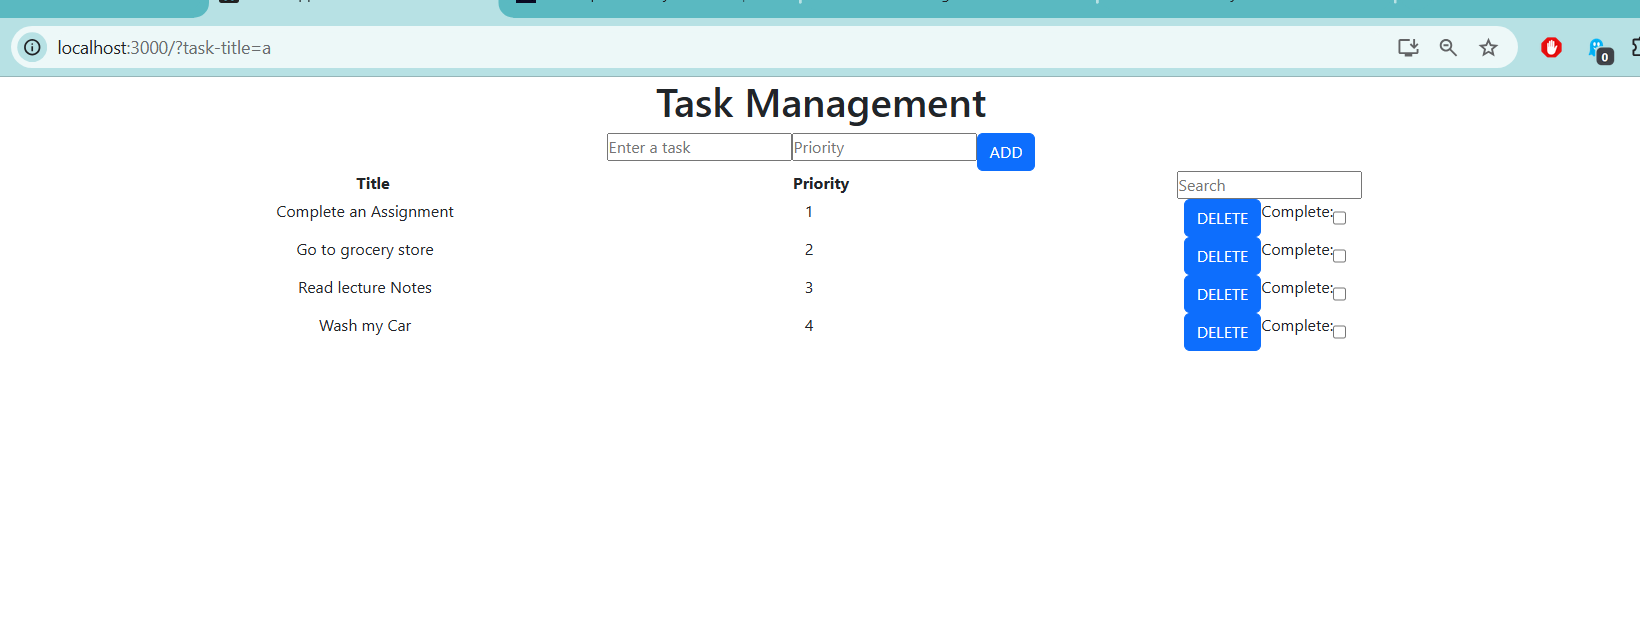 localhost:3000/?task-title=a
0
Task Management
Enter a task Priority ADD
Title Priority Search
Complete an Assignment 1 DELETE Complete:
Go to grocery store 2 DELETE Complete:
Read lecture Notes 3 DELETE Complete:
Wash my Car 4 DELETE Complete: